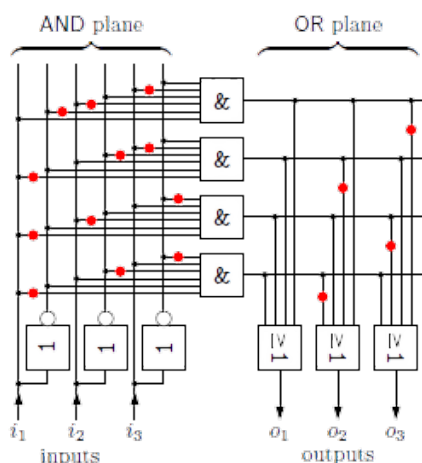 AND plane OR plane
&
&
&
&
1 1 1 ≥1 ≥1 ≥1
i₁ i₂ i₃ o₁ o₂ o₃
inputs outputs